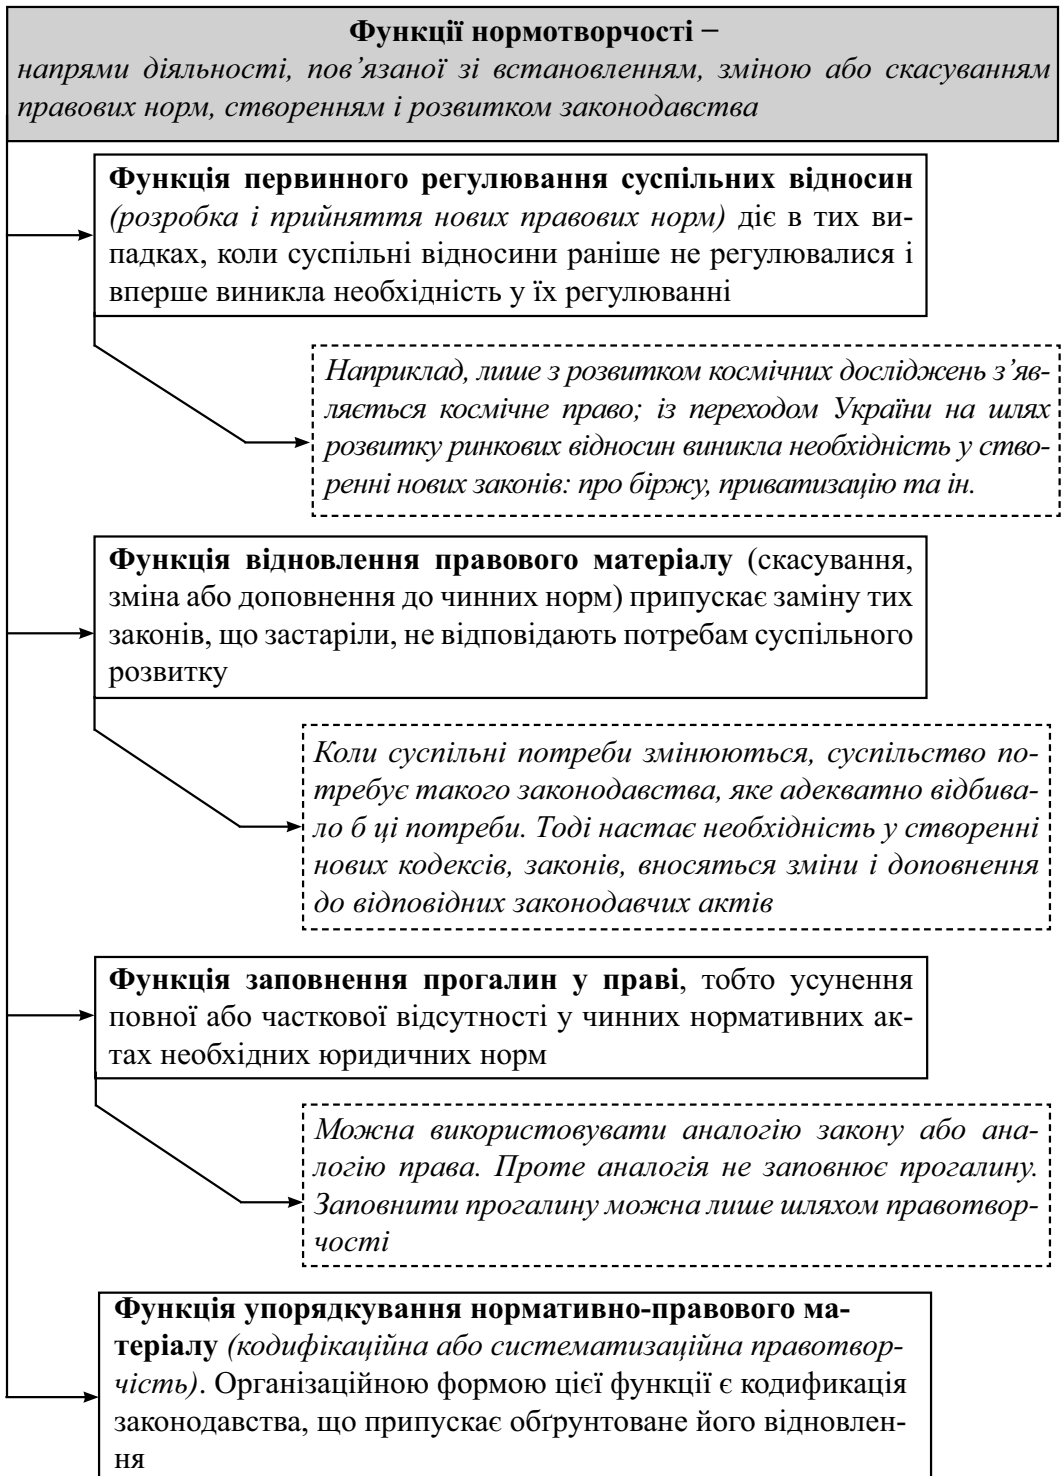 Функції нормотворчості –
напрями діяльності, пов’язаної зі встановленням, зміною або скасуванням
правових норм, створенням і розвитком законодавства
Функція первинного регулювання суспільних відносин
(розробка і прийняття нових правових норм) діє в тих ви-
падках, коли суспільні відносини раніше не регулювалися і
вперше виникла необхідність у їх регулюванні
Наприклад, лише з розвитком космічних досліджень з’яв-
ляється космічне право; із переходом України на шлях
розвитку ринкових відносин виникла необхідність у ство-
ренні нових законів: про біржу, приватизацію та ін.
Функція відновлення правового матеріалу (скасування,
зміна або доповнення до чинних норм) припускає заміну тих
законів, що застаріли, не відповідають потребам суспільного
розвитку
Коли суспільні потреби змінюються, суспільство по-
требує такого законодавства, яке адекватно відбива-
ло б ці потреби. Тоді настає необхідність у створенні
нових кодексів, законів, вносяться зміни і доповнення
до відповідних законодавчих актів
Функція заповнення прогалин у праві, тобто усунення
повної або часткової відсутності у чинних нормативних ак-
тах необхідних юридичних норм
Можна використовувати аналогію закону або ана-
логію права. Проте аналогія не заповнює прогалину.
Заповнити прогалину можна лише шляхом правотвор-
чості
Функція упорядкування нормативно-правового ма-
теріалу (кодифікаційна або систематизаційна правотвор-
чість). Організаційною формою цієї функції є кодификація
законодавства, що припускає обґрунтоване його відновлен-
ня